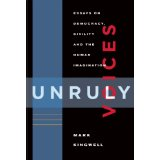 ESSAYS ON
DEMOCRACY,
CIVILITY
AND THE
HUMAN
IMAGINATION
UNRULY
VOICES
MARK
KINGWELL